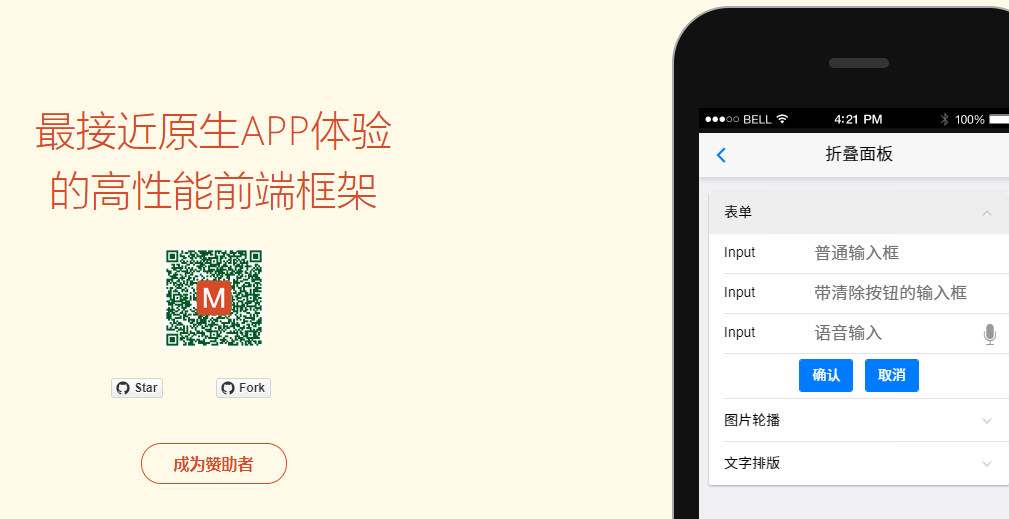 最接近原生APP体验
的高性能前端框架
M
Star
Fork
成为赞助者
BELL
4:21 PM
100%
折叠面板
表单
Input 普通输入框
Input 带清除按钮的输入框
Input 语音输入
确认 取消
图片轮播
文字排版